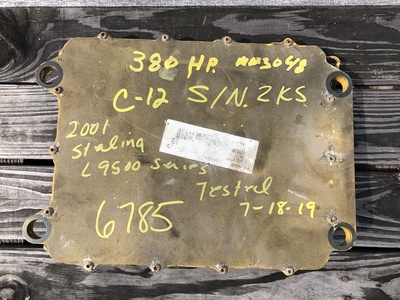 380 HP.
C-12 S/N. 2KS
2001
Sterling
L9500 Series
Tested
6785
7-18-19